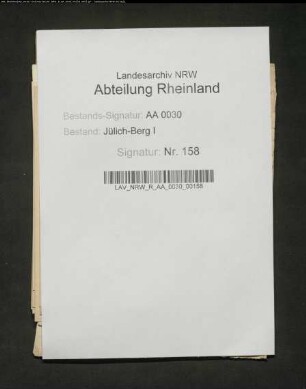 Landesarchiv NRW
Abteilung Rheinland
Bestands-Signatur: AA 0030
Bestand: Jülich-Berg I
Signatur: Nr. 158
LAV_NRW_R_AA_0030_00158